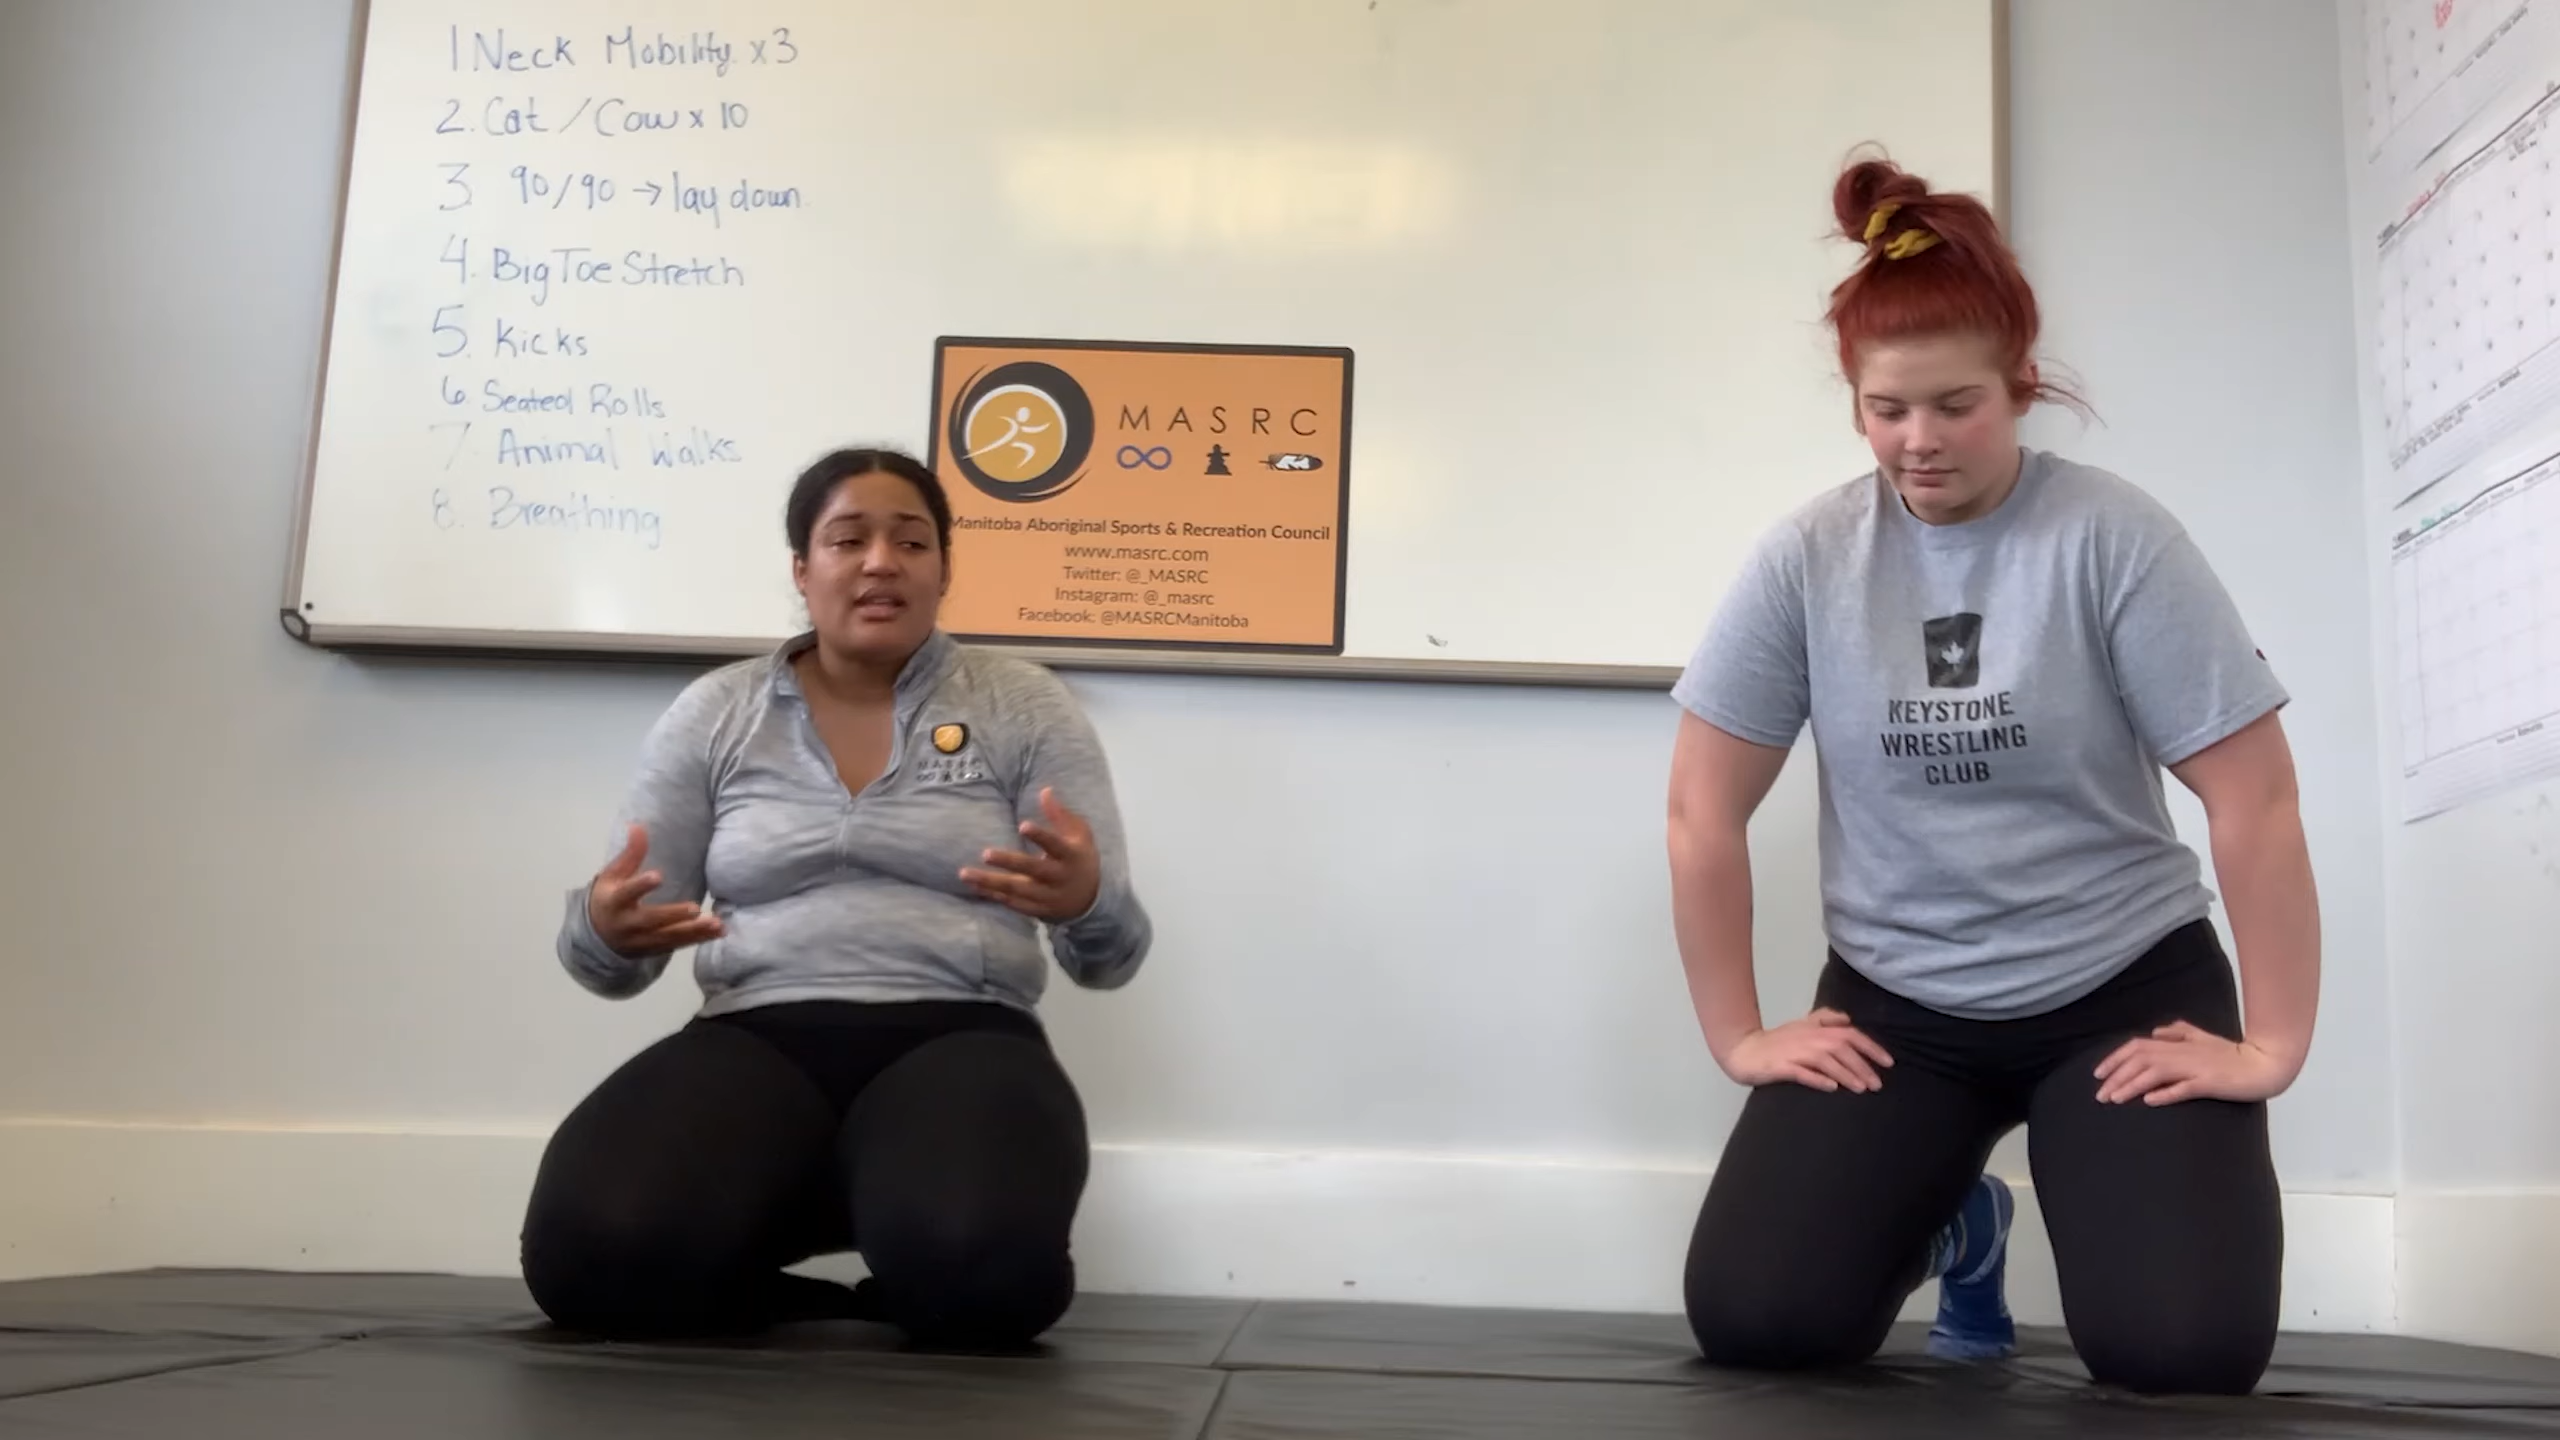 1 Neck Mobility x3
2. Cat / Cow x 10
3. 90/90 → lay down
4. Big Toe Stretch
5. Kicks
6. Seated Rolls
7. Animal Walks
8. Breathing
MASRC
Manitoba Aboriginal Sports & Recreation Council
www.masrc.com
Twitter: @_MASRC
Instagram: @_masrc
Facebook: @MASRCManitoba
MASRC
KEYSTONE
WRESTLING
CLUB